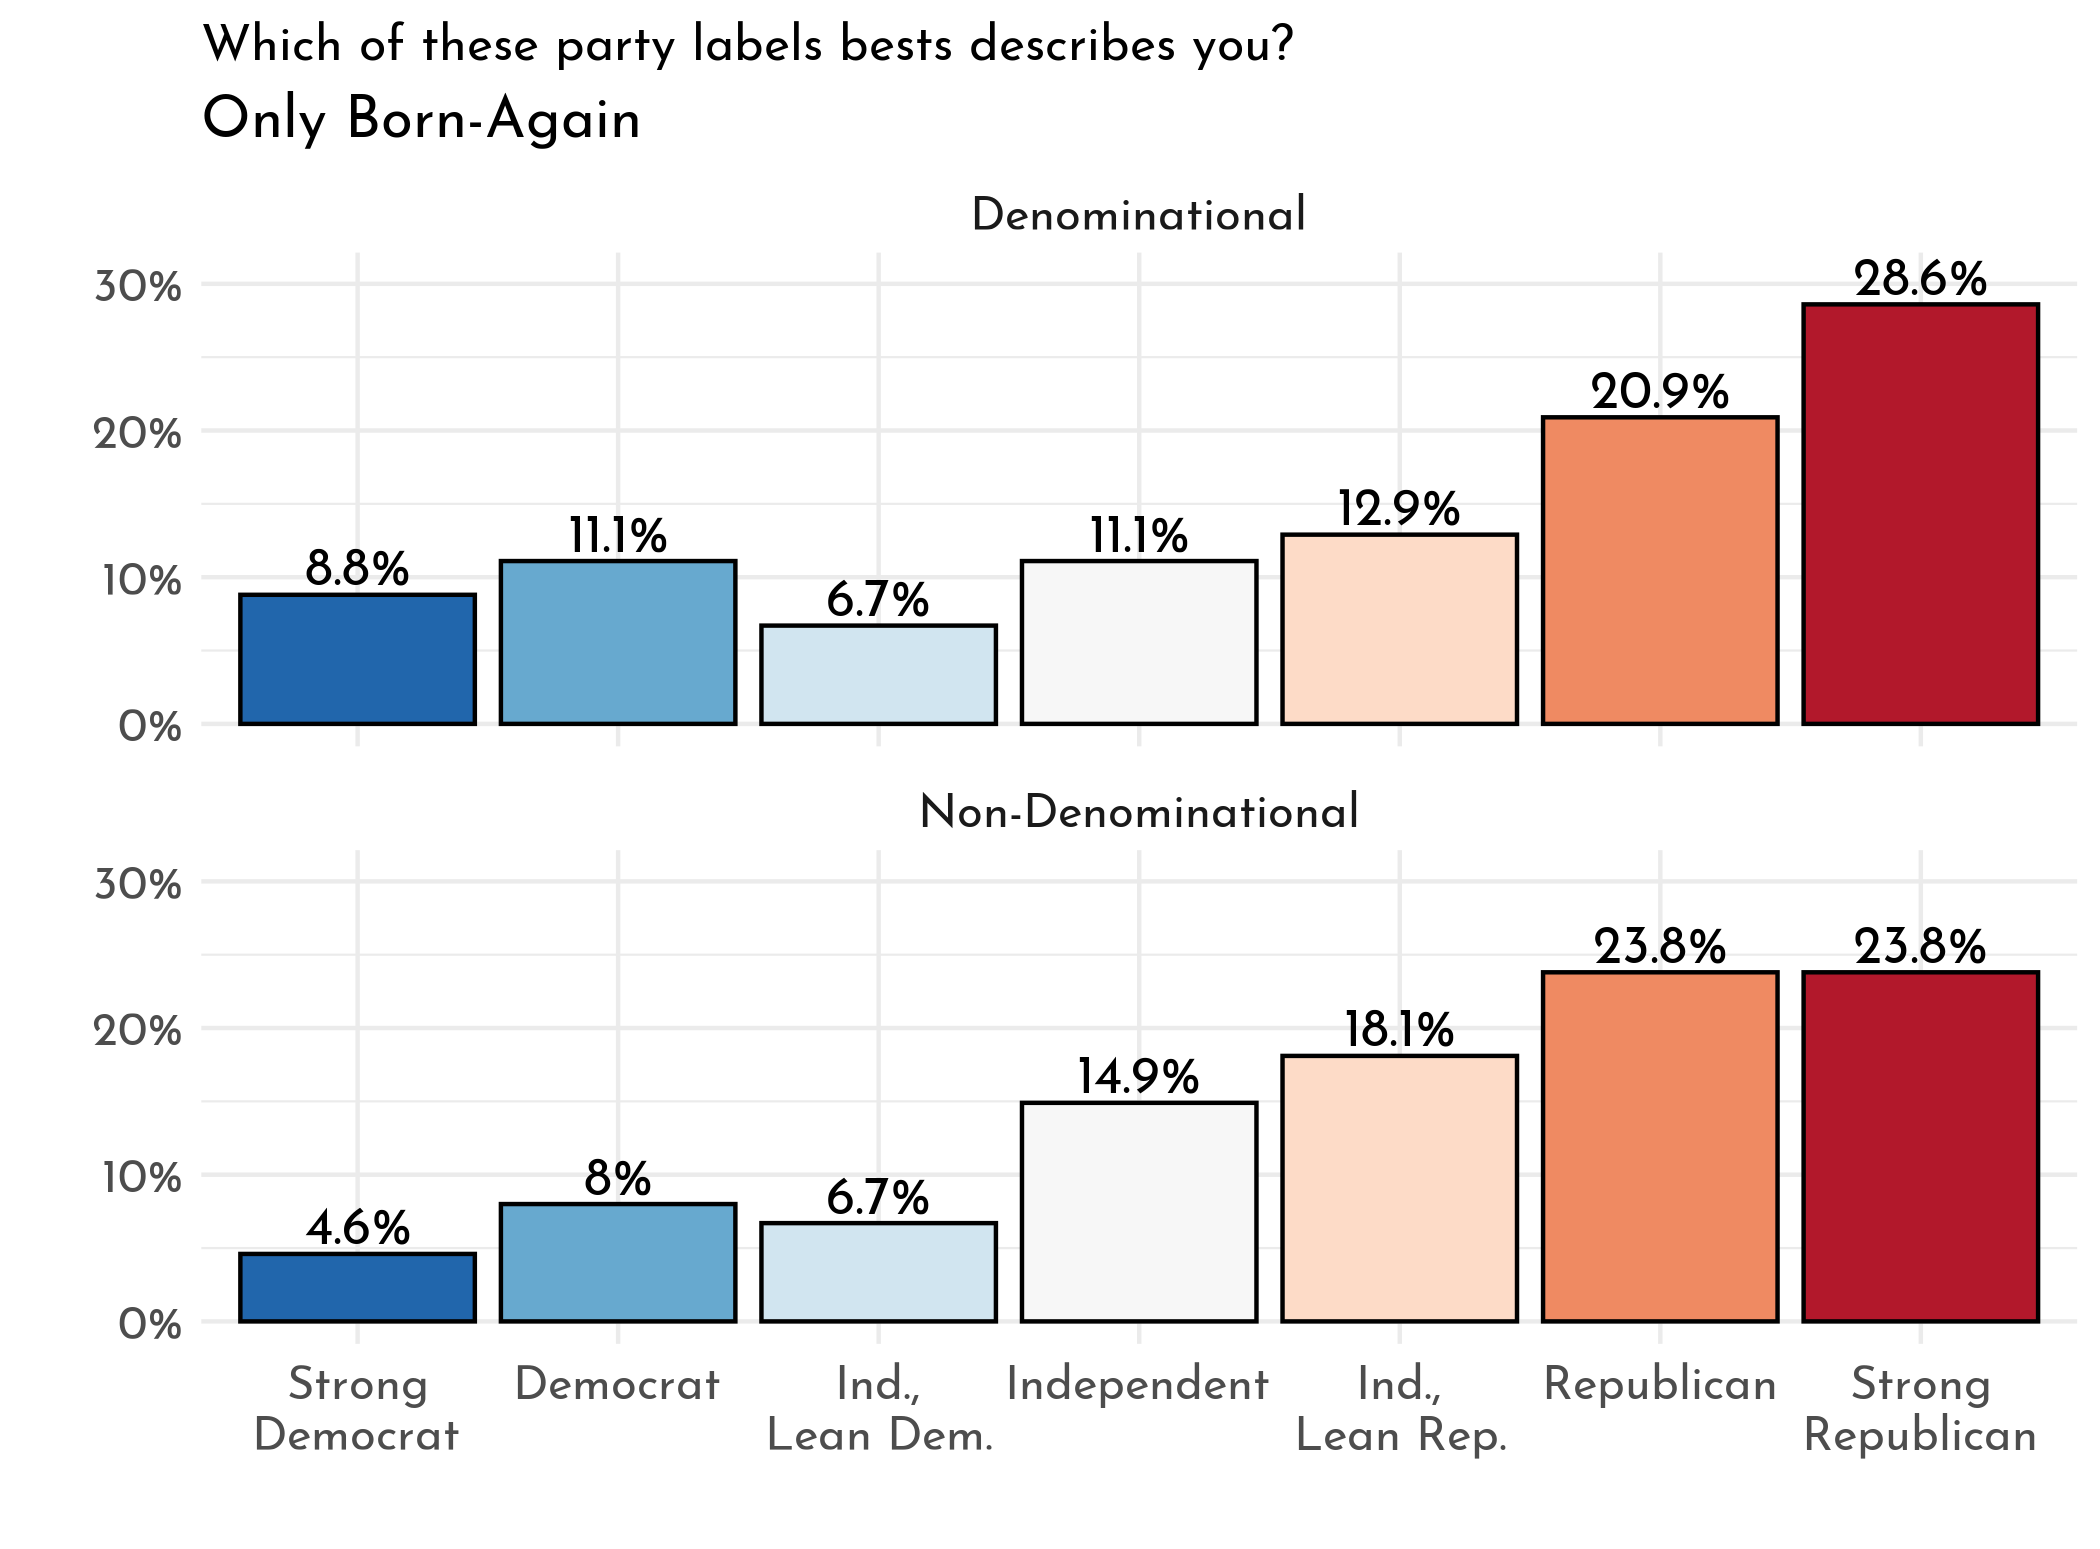 Which of these party labels bests describes you?
Only Born-Again
Denominational
30%
20%
10%
0%
8.8%
11.1%
6.7%
11.1%
12.9%
20.9%
28.6%
Non-Denominational
30%
20%
10%
0%
4.6%
8%
6.7%
14.9%
18.1%
23.8%
23.8%
Strong
Democrat
Democrat
Ind.,
Lean Dem.
Independent
Ind.,
Lean Rep.
Republican
Strong
Republican